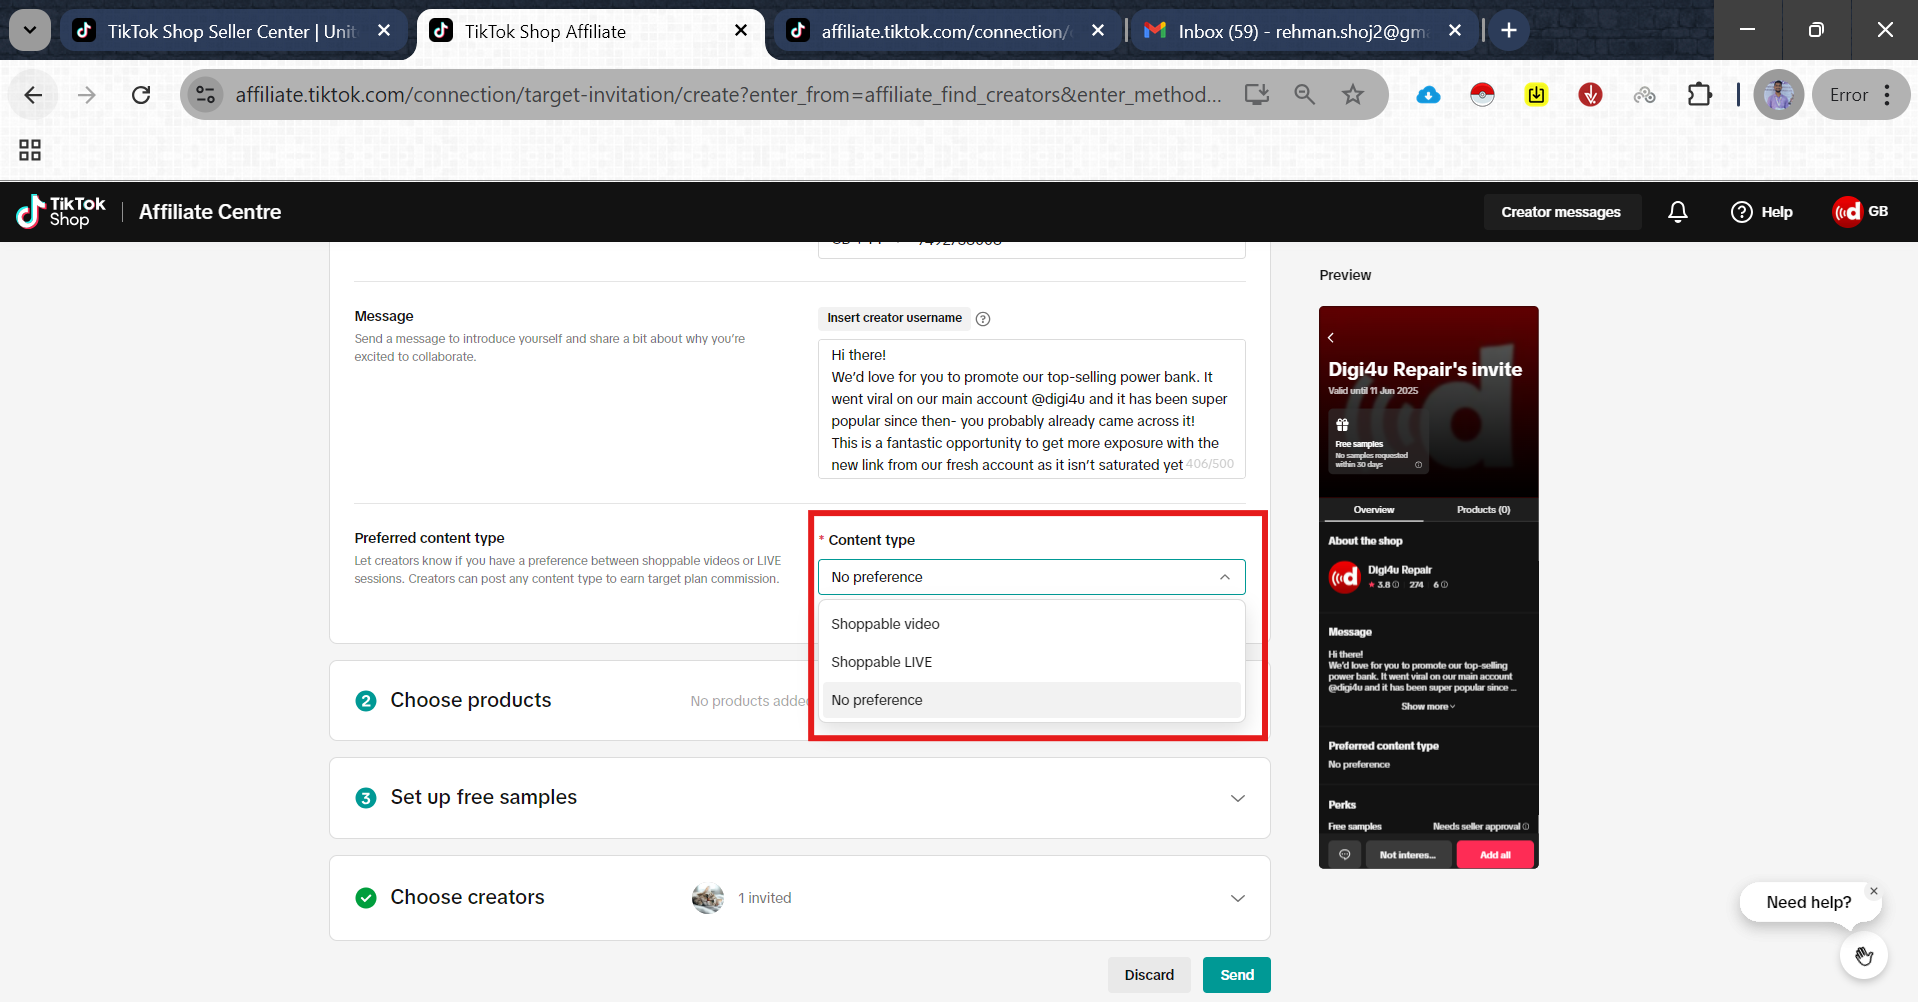 TikTok Shop Seller Center | Unit
TikTok Shop Affiliate
affiliate.tiktok.com/connection/
Inbox (59) - rehman.shoj2@gm
affiliate.tiktok.com/connection/target-invitation/create?enter_from=affiliate_find_creators&enter_method...
Error
TikTok
Shop
Affiliate Centre
Creator messages
Help
GB
Message
Send a message to introduce yourself and share a bit about why you're
excited to collaborate.
Insert creator username
Hi there!
We'd love for you to promote our top-selling power bank. It
went viral on our main account @digi4u and it has been super
popular since then- you probably already came across it!
This is a fantastic opportunity to get more exposure with the
new link from our fresh account as it isn't saturated yet
406/500
Preferred content type
Let creators know if you have a preference between shoppable videos or LIVE
sessions. Creators can post any content type to earn target plan commission.
* Content type
No preference
Shoppable video
Shoppable LIVE
No preference
2 Choose products
No products added
3 Set up free samples
Choose creators
1 invited
Discard
Send
Preview
Digi4u Repair's invite
Valid until 11 Jun 2025
Free samples
No samples requested
within 30 days
Overview
Products (0)
About the shop
Digi4u Repair
3.8 274 6
Message
Hi there!
We'd love for you to promote our top-selling
power bank. It went viral on our main account
@digi4u and it has been super popular since ...
Show more
Preferred content type
No preference
Perks
Free samples
Needs seller approval
Not interes...
Add all
Need help?